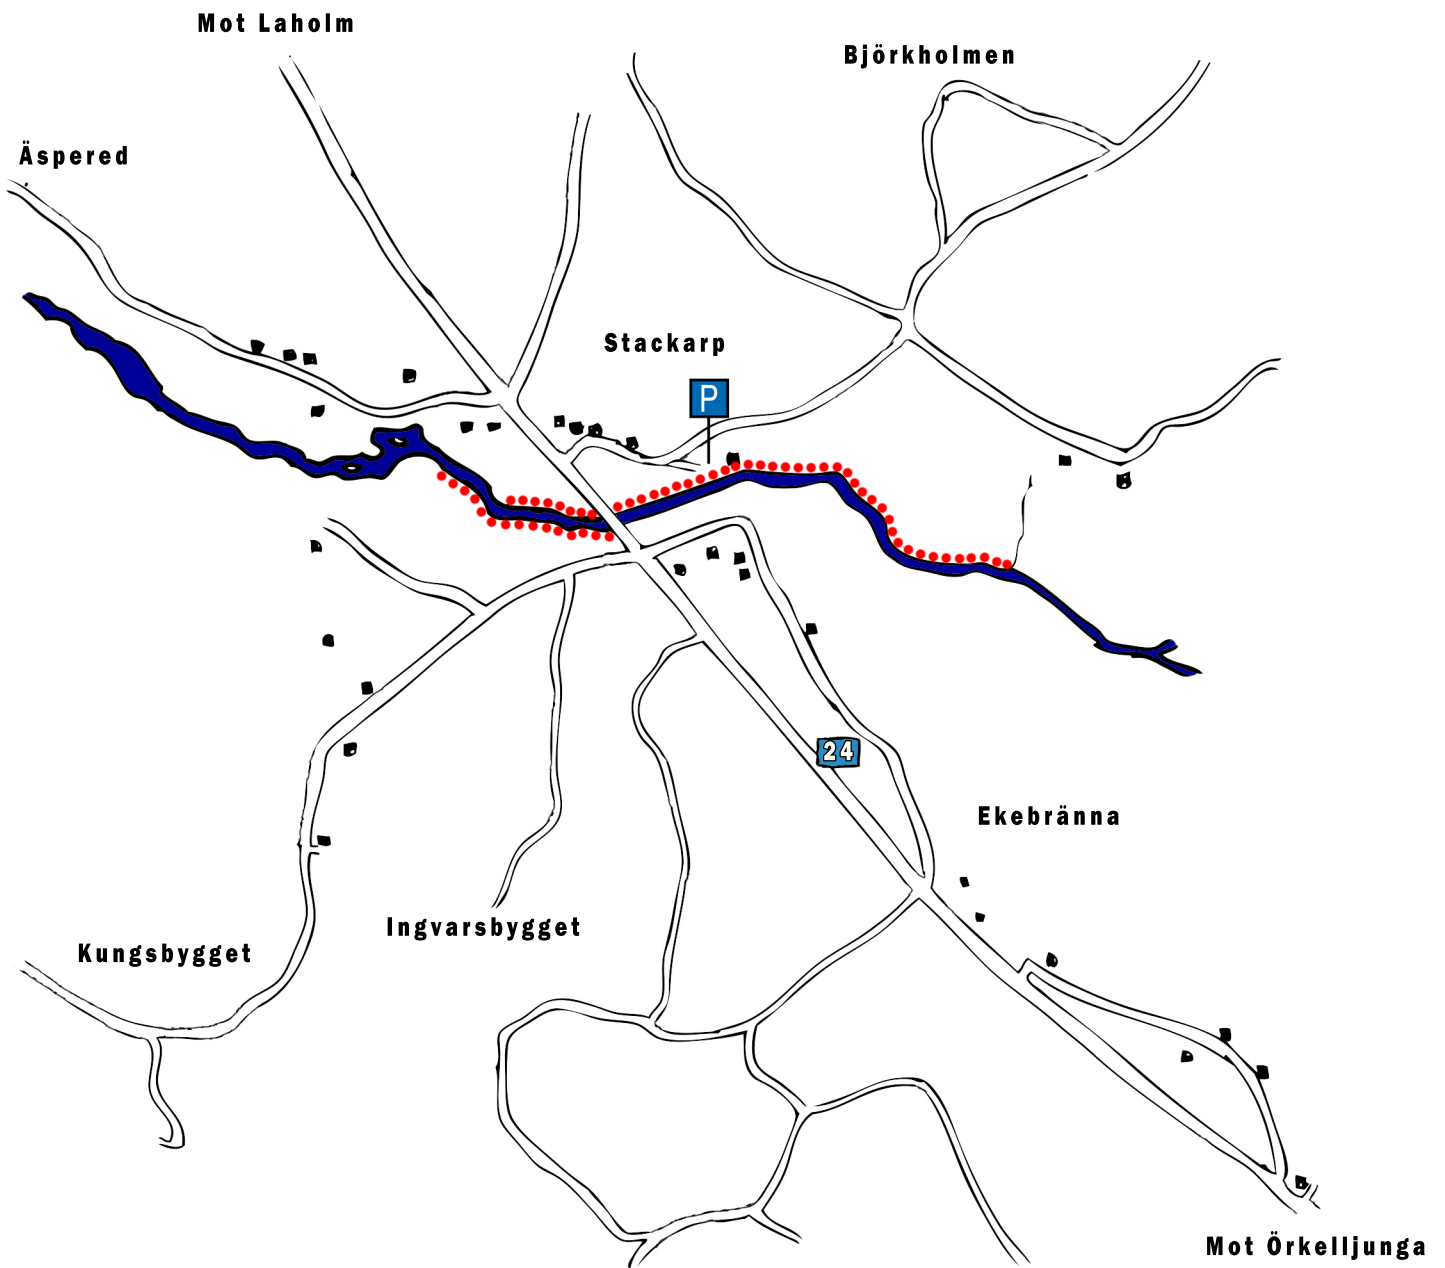 Mot Laholm
Björkholmen
Äspered
Stackarp
P
24
Ekebränna
Ingvarsbygget
Kungsbygget
Mot Örkelljunga